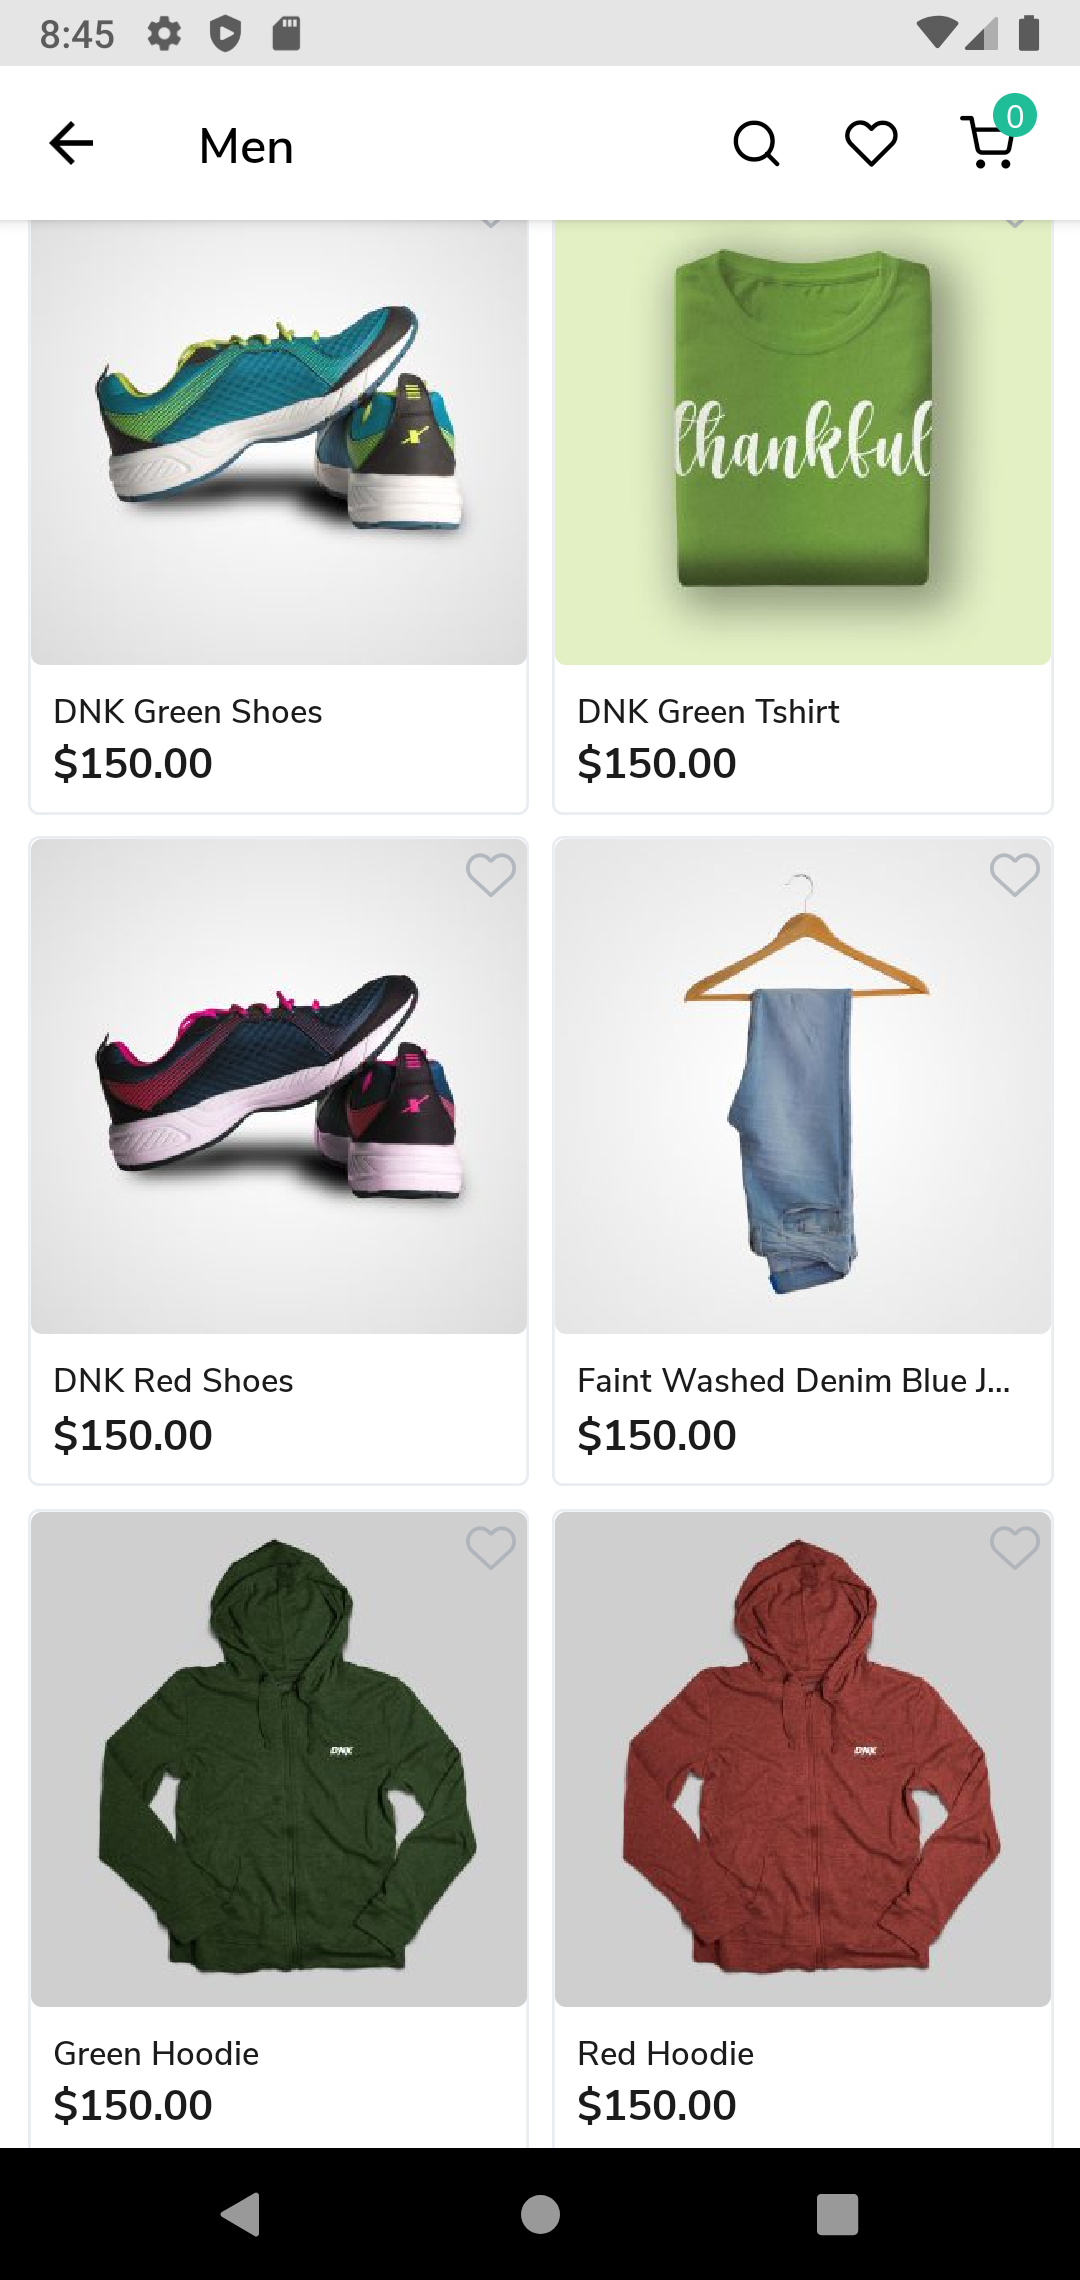 8:45
Men
0
thankful
DNK Green Shoes
$150.00
DNK Green Tshirt
$150.00
DNK Red Shoes
$150.00
Faint Washed Denim Blue J...
$150.00
DNK
DNK
Green Hoodie
$150.00
Red Hoodie
$150.00